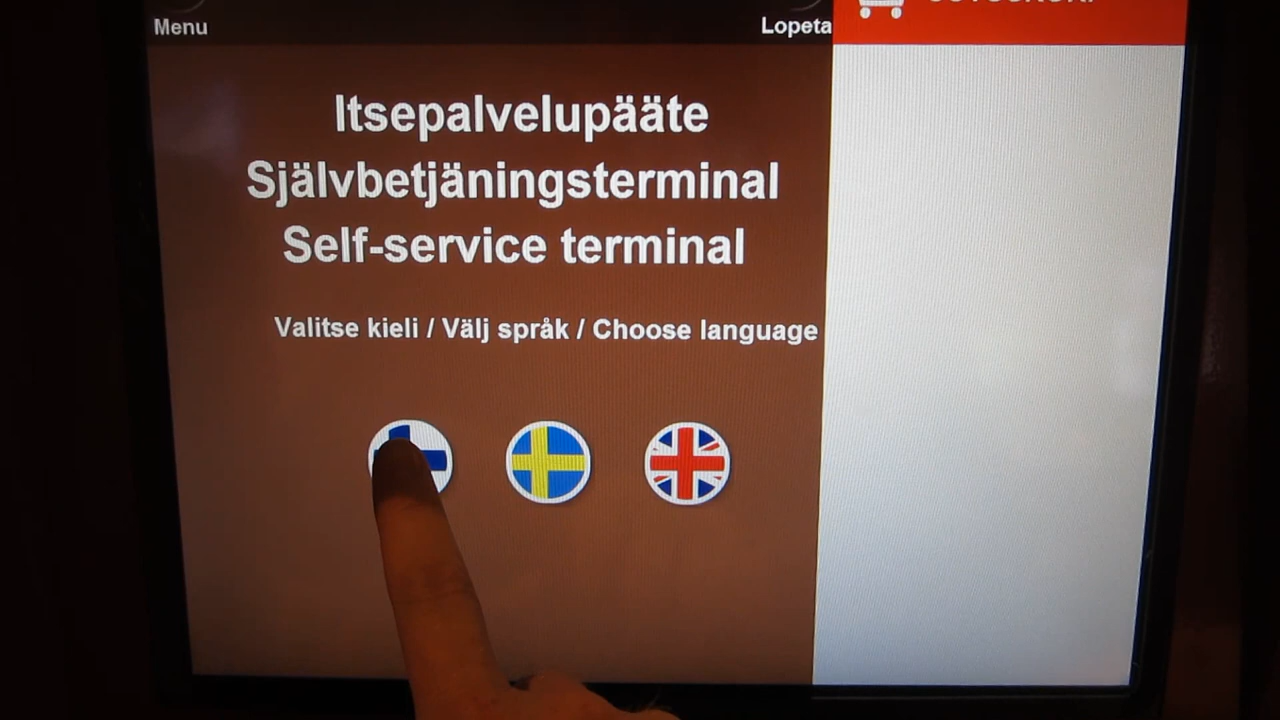 Menu
Lopeta
Itsepalvelupääte
Självbetjäningsterminal
Self-service terminal
Valitse kieli / Välj språk / Choose language